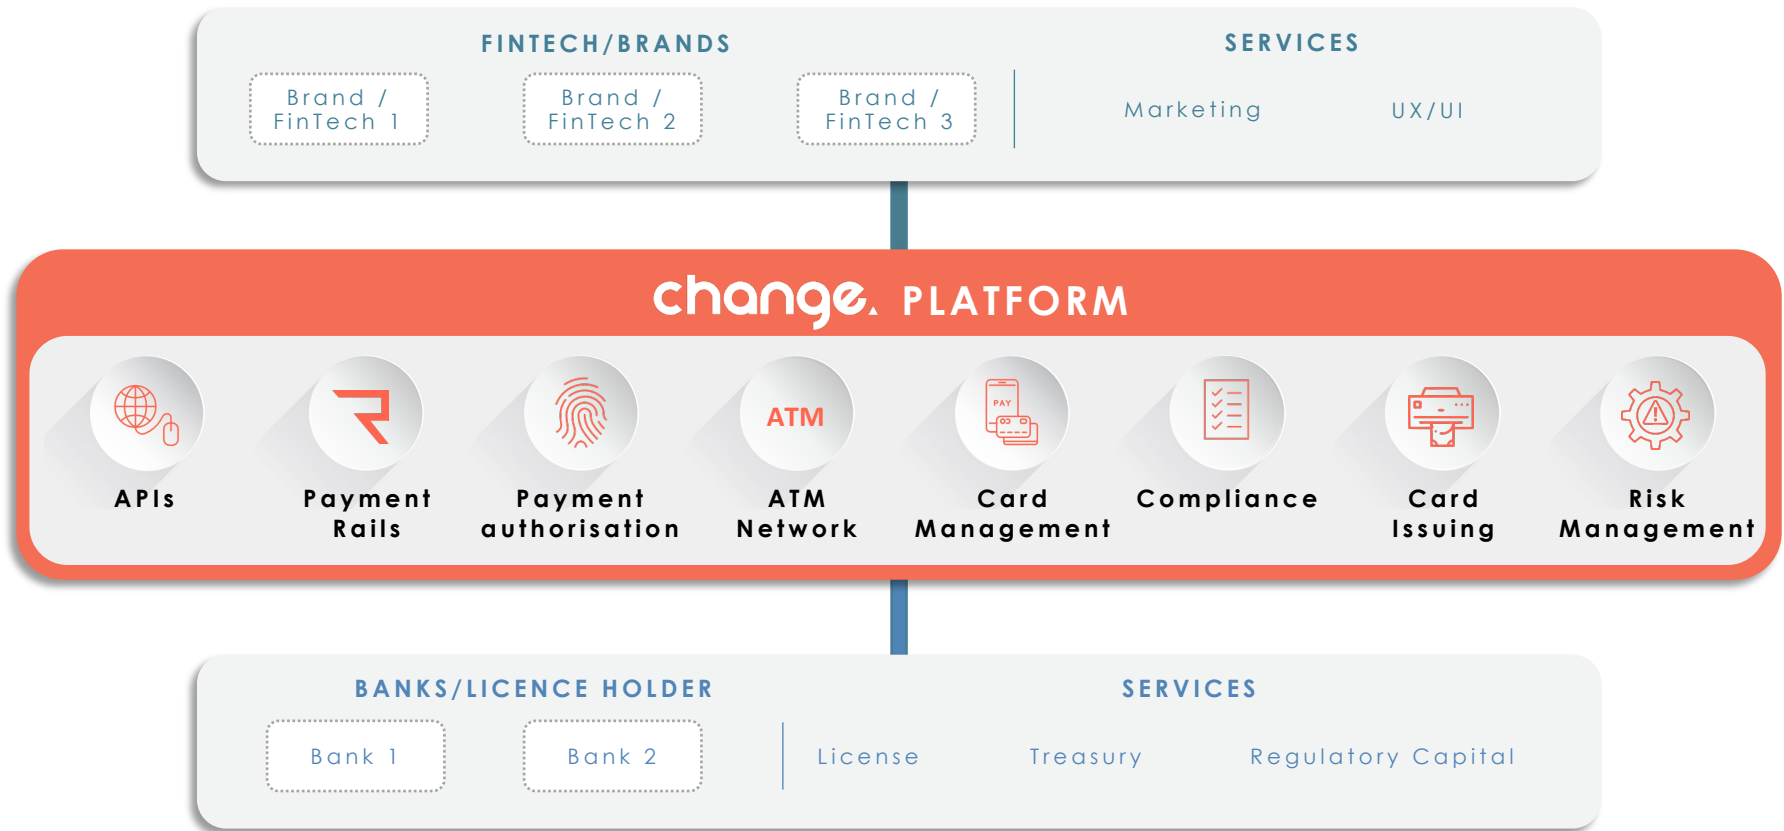 FINTECH/BRANDS
SERVICES
Brand /
FinTech 1
Brand /
FinTech 2
Brand /
FinTech 3
Marketing
UX/UI
change. PLATFORM
ATM
PAY
APIs
Payment
Rails
Payment
authorisation
ATM
Network
Card
Management
Compliance
Card
Issuing
Risk
Management
BANKS/LICENCE HOLDER
SERVICES
Bank 1
Bank 2
License
Treasury
Regulatory Capital